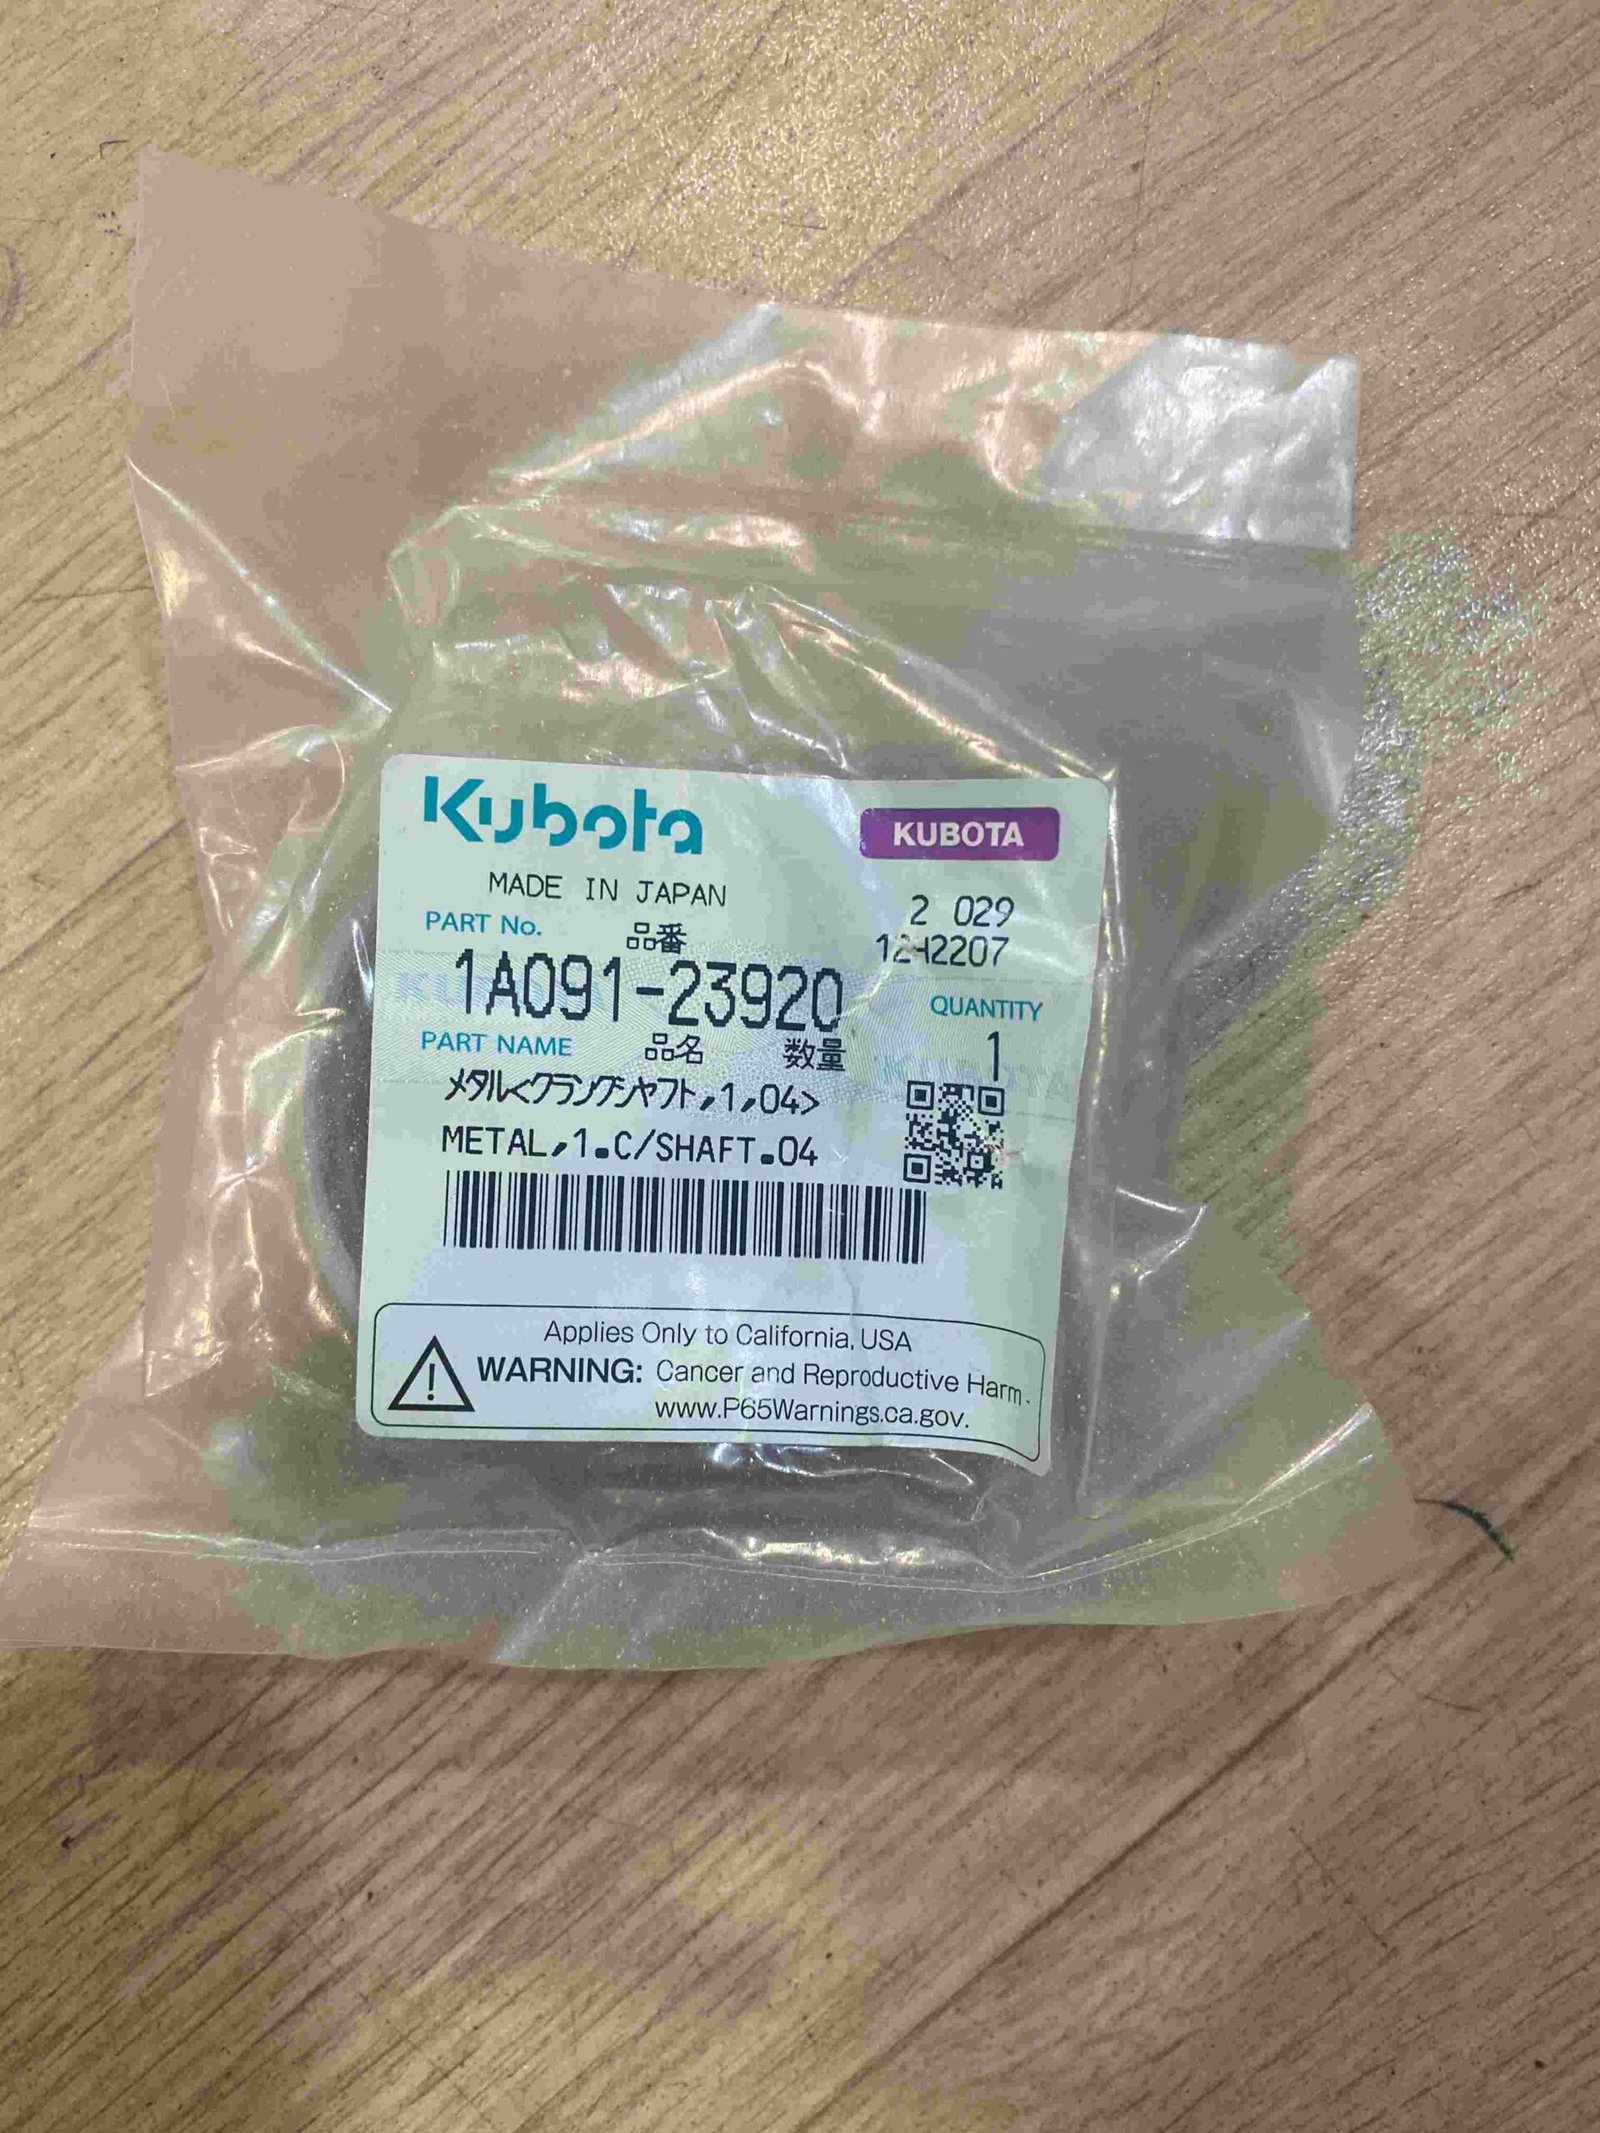 Kubota
KUBOTA
MADE IN JAPAN
2 029
PART No.
品番
12H2207
1A091-23920
QUANTITY
PART NAME
品名
数量
1
メタル<クランクシャフト,1,04>
METAL,1.C/SHAFT.04
Applies Only to California, USA
WARNING: Cancer and Reproductive Harm.
www.P65Warnings.ca.gov.